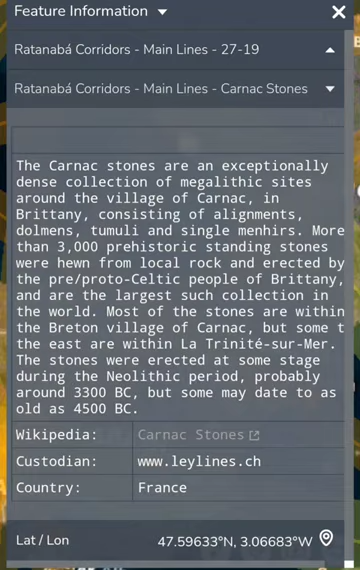 Feature Information
Ratanabá Corridors - Main Lines - 27-19
Ratanabá Corridors - Main Lines - Carnac Stones
The Carnac stones are an exceptionally
dense collection of megalithic sites
around the village of Carnac, in
Brittany, consisting of alignments,
dolmens, tumuli and single menhirs. More
than 3,000 prehistoric standing stones
were hewn from local rock and erected by
the pre/proto-Celtic people of Brittany,
and are the largest such collection in
the world. Most of the stones are within
the Breton village of Carnac, but some t
the east are within La Trinité-sur-Mer.
The stones were erected at some stage
during the Neolithic period, probably
around 3300 BC, but some may date to as
old as 4500 BC.
Wikipedia: Carnac Stones
Custodian: www.leylines.ch
Country: France
Lat / Lon 47.59633°N, 3.06683°W